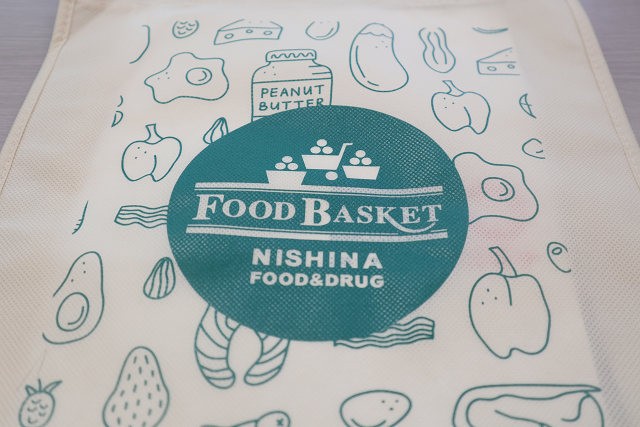 PEANUT
BUTTER
FOOD BASKET
NISHINA
FOOD&DRUG